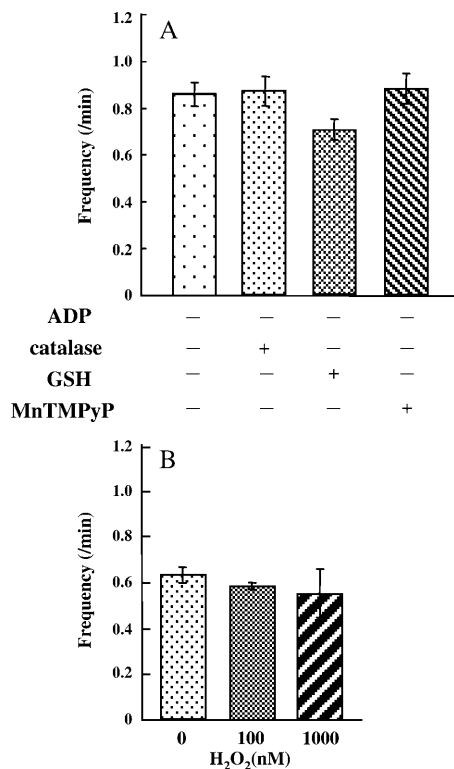 A
1.2
1.0
0.8
0.6
0.4
0.2
0
Frequency (/min)
ADP − − − −
catalase − + − −
GSH − − + −
MnTMPyP − − − +
B
1.2
1.0
0.8
0.6
0.4
0.2
0
Frequency (/min)
0 100 1000
H₂O₂(nM)